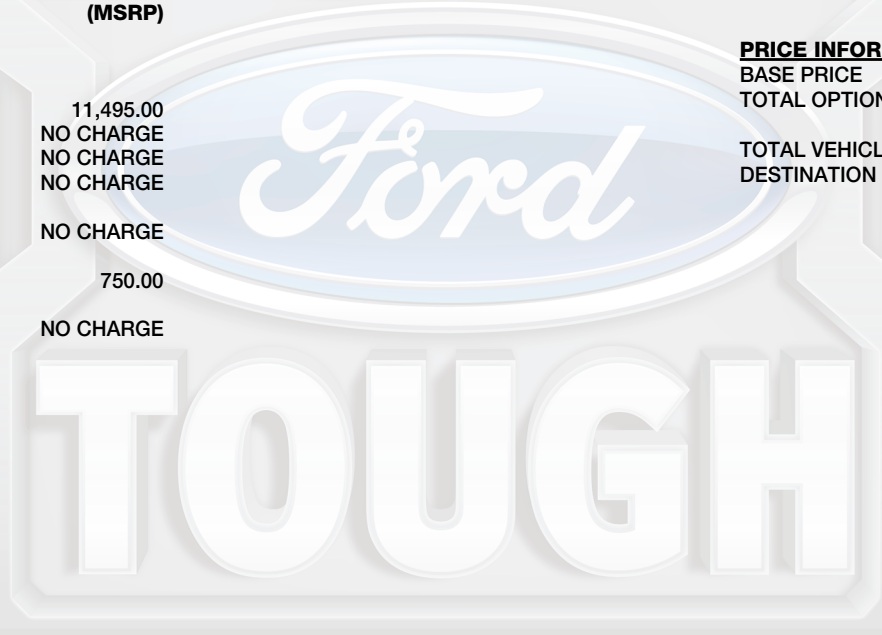 (MSRP)
11,495.00
NO CHARGE
NO CHARGE
NO CHARGE
NO CHARGE
750.00
NO CHARGE
PRICE INFOR
BASE PRICE
TOTAL OPTION
TOTAL VEHICL
DESTINATION
Ford
TOUGH